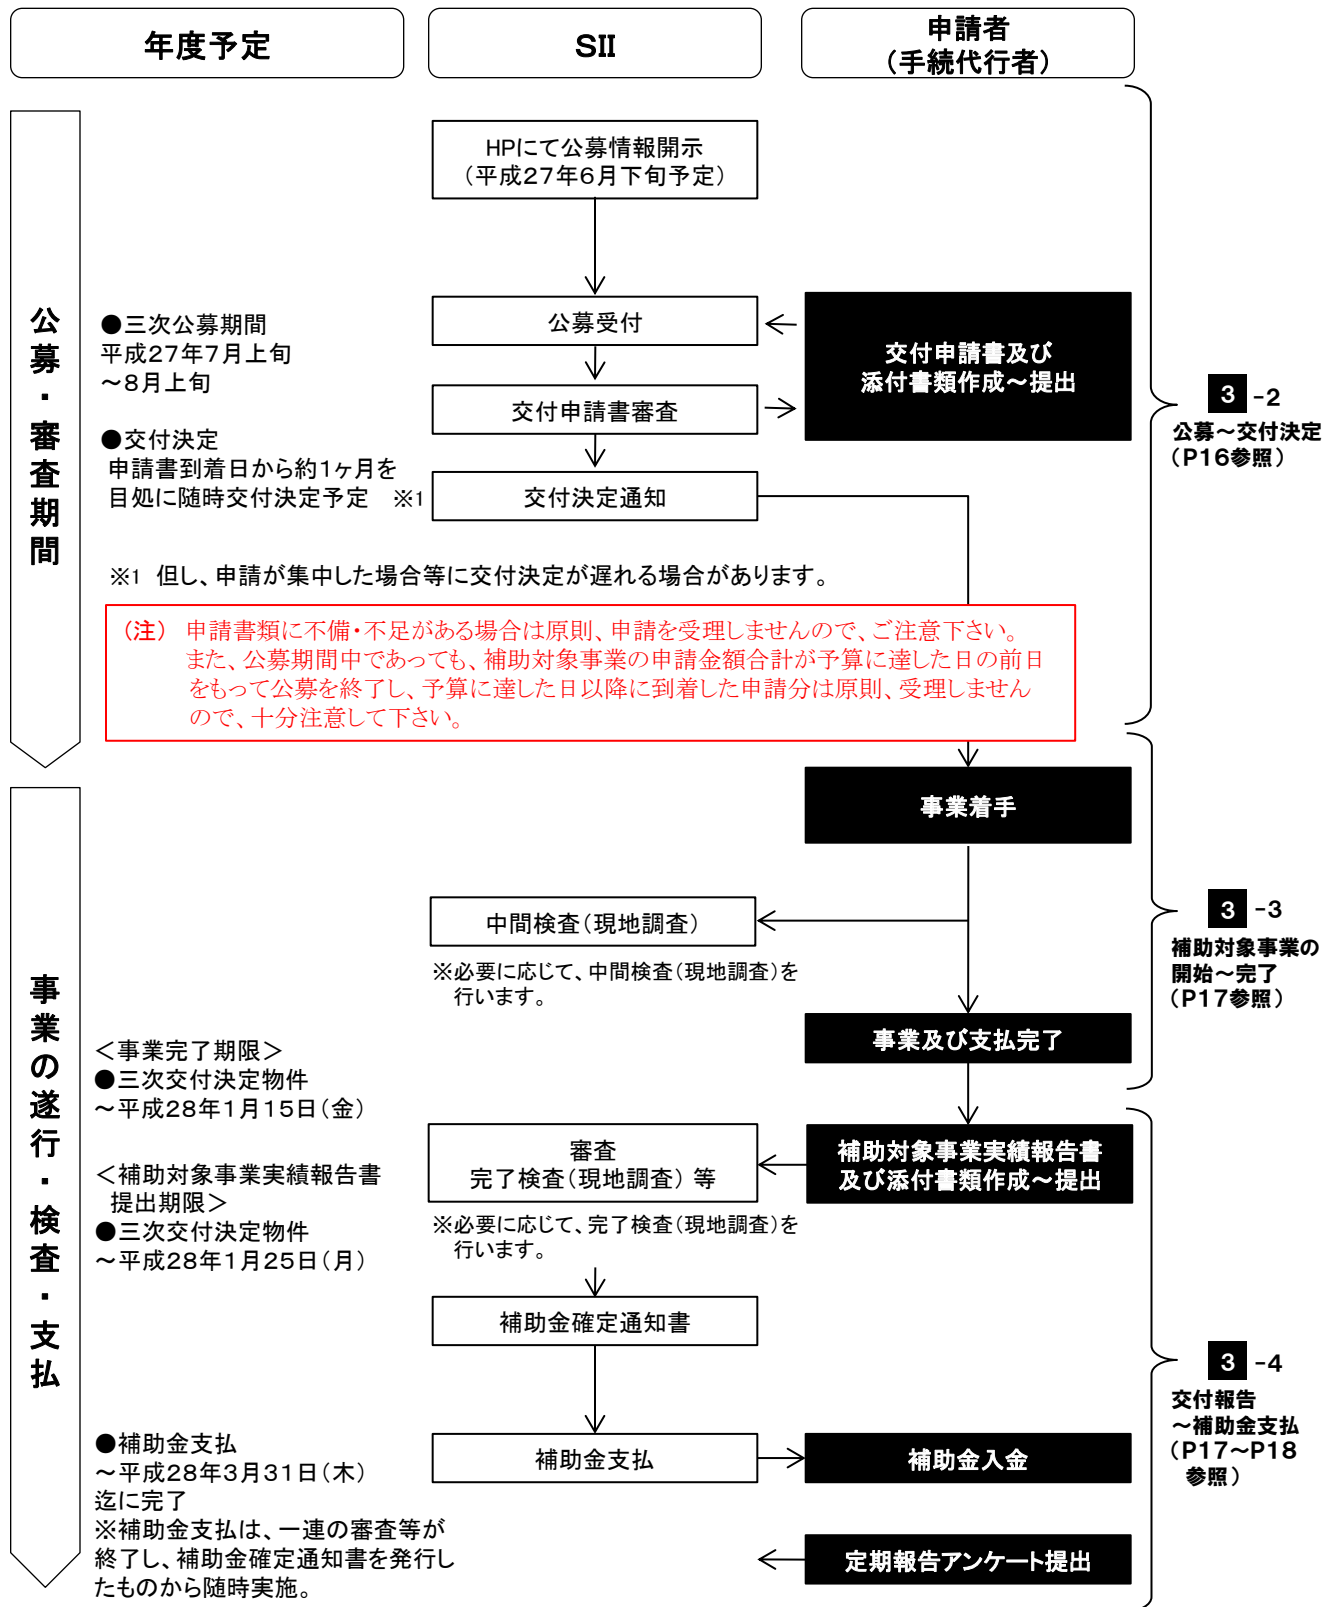 年度予定
SII
申請者
（手続代行者）
公募・審査期間
HPにて公募情報開示
（平成27年6月下旬予定）
●三次公募期間
平成27年7月上旬
～8月上旬
公募受付
交付申請書及び
添付書類作成～提出
交付申請書審査
●交付決定
申請書到着日から約1ヶ月を
目処に随時交付決定予定　※1
交付決定通知
3 -2
公募～交付決定
（P16参照）
※1　但し、申請が集中した場合等に交付決定が遅れる場合があります。
（注）　申請書類に不備・不足がある場合は原則、申請を受理しませんので、ご注意下さい。
また、公募期間中であっても、補助対象事業の申請金額合計が予算に達した日の前日
をもって公募を終了し、予算に達した日以降に到着した申請分は原則、受理しません
ので、十分注意して下さい。
事業の遂行・検査・支払
事業着手
中間検査（現地調査）
※必要に応じて、中間検査（現地調査）を
行います。
事業及び支払完了
3 -3
補助対象事業の
開始～完了
（P17参照）
＜事業完了期限＞
●三次交付決定物件
～平成28年1月15日（金）
＜補助対象事業実績報告書
提出期限＞
●三次交付決定物件
～平成28年1月25日（月）
審査
完了検査（現地調査）等
補助対象事業実績報告書
及び添付書類作成～提出
※必要に応じて、完了検査（現地調査）を
行います。
補助金確定通知書
3 -4
交付報告
～補助金支払
（P17～P18
参照）
●補助金支払
～平成28年3月31日（木）
迄に完了
※補助金支払は、一連の審査等が
終了し、補助金確定通知書を発行し
たものから随時実施。
補助金支払
補助金入金
定期報告アンケート提出